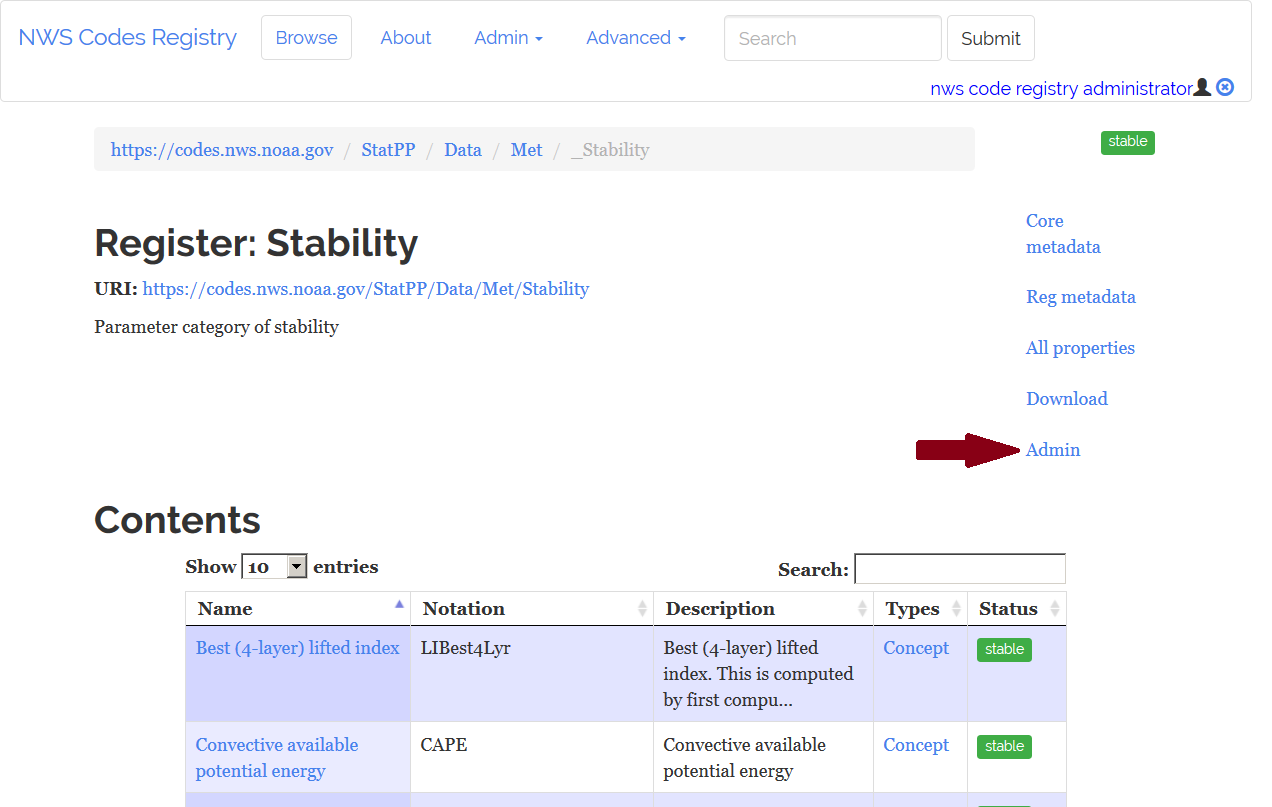 NWS Codes Registry Browse About Admin Advanced Search Submit
nws code registry administrator
https://codes.nws.noaa.gov / StatPP / Data / Met / _Stability stable
Core
metadata
Register: Stability
URI: https://codes.nws.noaa.gov/StatPP/Data/Met/Stability
Reg metadata
Parameter category of stability
All properties
Download
Admin
Contents
Show 10 entries Search:
Name Notation Description Types Status
Best (4-layer) lifted index LIBest4Lyr Best (4-layer) lifted Concept stable
index. This is computed
by first compu...
Convective available CAPE Convective available Concept stable
potential energy potential energy